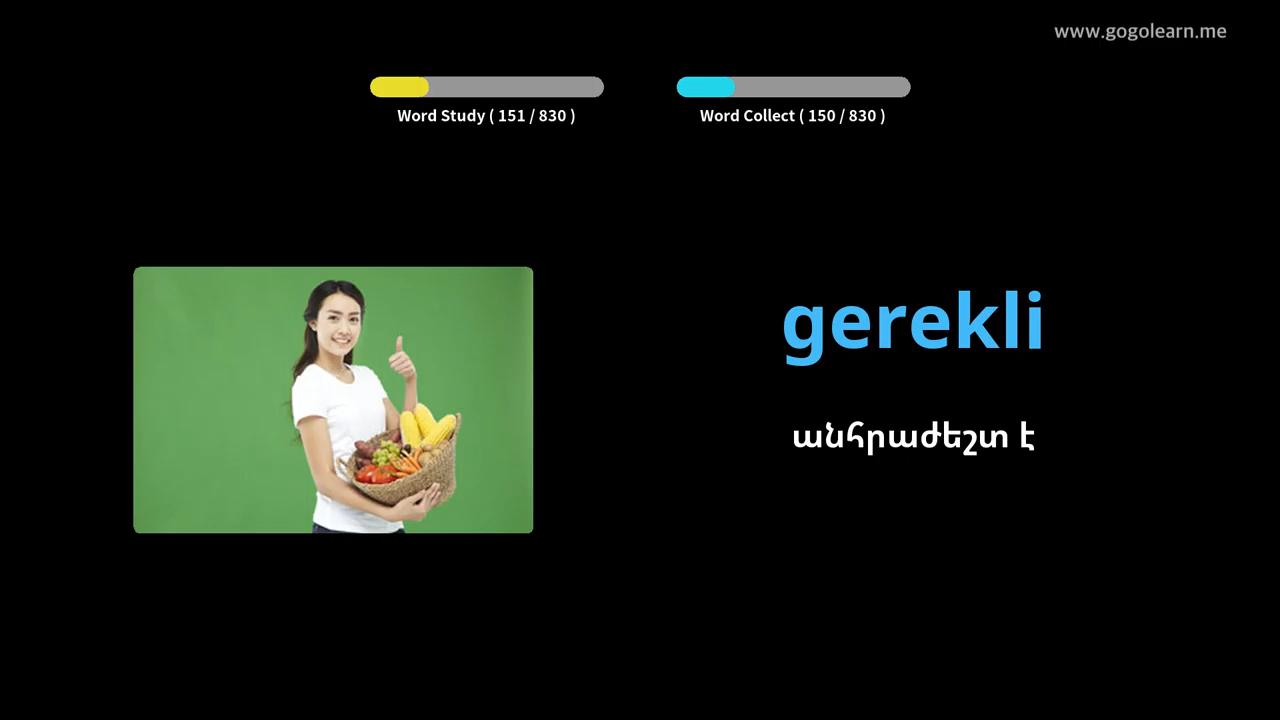 www.gogolearn.me
Word Study ( 151 / 830 )
Word Collect ( 150 / 830 )
gerekli
անհրաժեշտ է